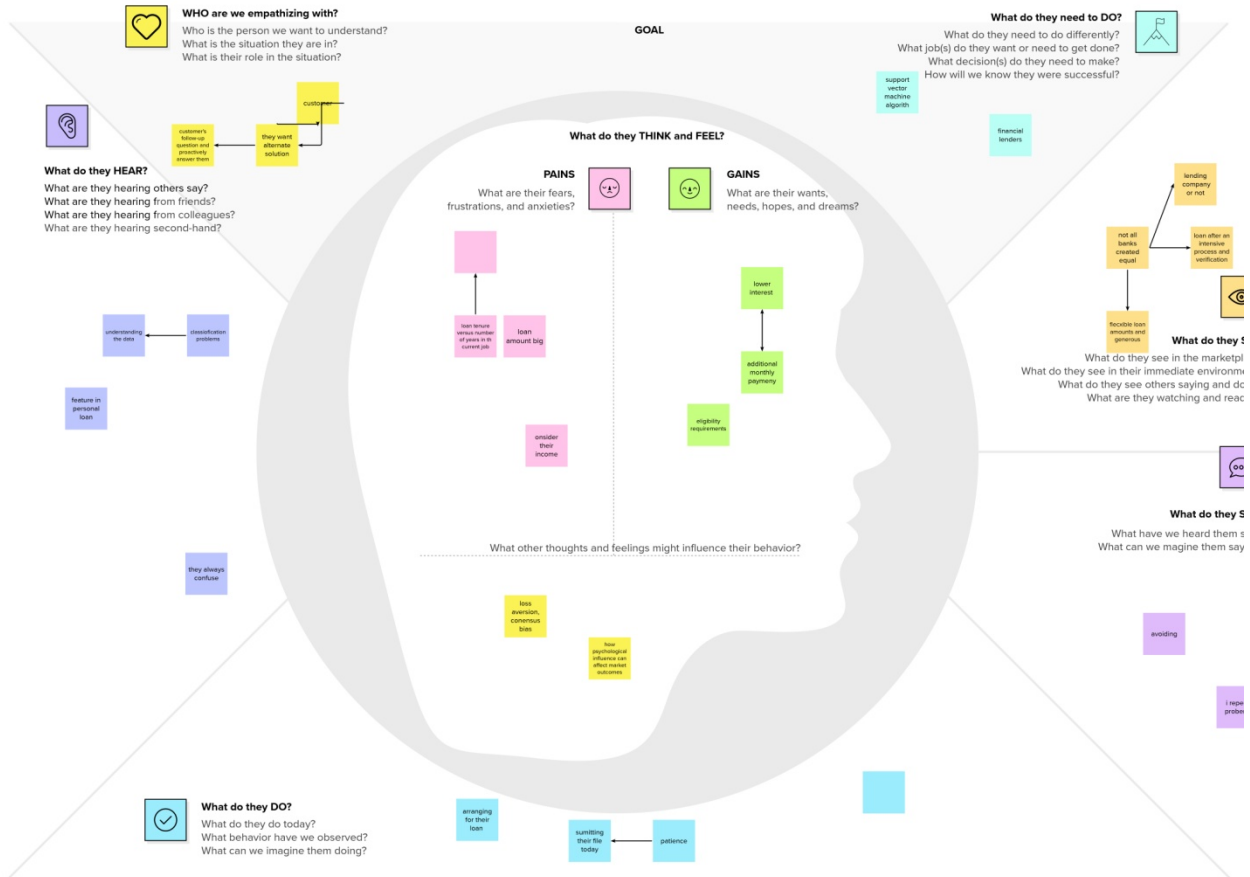 WHO are we empathizing with?
Who is the person we want to understand?
What is the situation they are in?
What is their role in the situation?
customer
they want
alternate
solution
customer's
follow-up
question and
proactively
answer them
GOAL
What do they need to DO?
What do they need to do differently?
What job(s) do they want or need to get done?
What decision(s) do they need to make?
How will we know they were successful?
support
vector
machine
algorith
financial
lenders
What do they HEAR?
What are they hearing others say?
What are they hearing from friends?
What are they hearing from colleagues?
What are they hearing second-hand?
understanding
the data
classification
problems
feature in
personal
loan
they always
confuse
What do they THINK and FEEL?
PAINS
What are their fears,
frustrations, and anxieties?
loan tenure
versus number
of years in
current job
loan
amount big
onsider
their
income
GAINS
What are their wants,
needs, hopes, and dreams?
lower
interest
additional
monthly
paymeny
eligibility
requirements
What other thoughts and feelings might influence their behavior?
aversion,
conensus
bias
how
psychological
influence can
affect market
outcomes
lending
company
or not
not all
banks
created
equal
loan after an
intensive
process and
verification
loan
amounts and
generous
What do they S
What do they see in the marketpl
What do they see in their immediate environme
What do they see others saying and do
What are they watching and read
What do they S
What have we heard them s
What can we magine them say
avoiding
i repe
probe
What do they DO?
What do they do today?
What behavior have we observed?
What can we imagine them doing?
arranging
for their
loan
sumitting
their file
today
patience